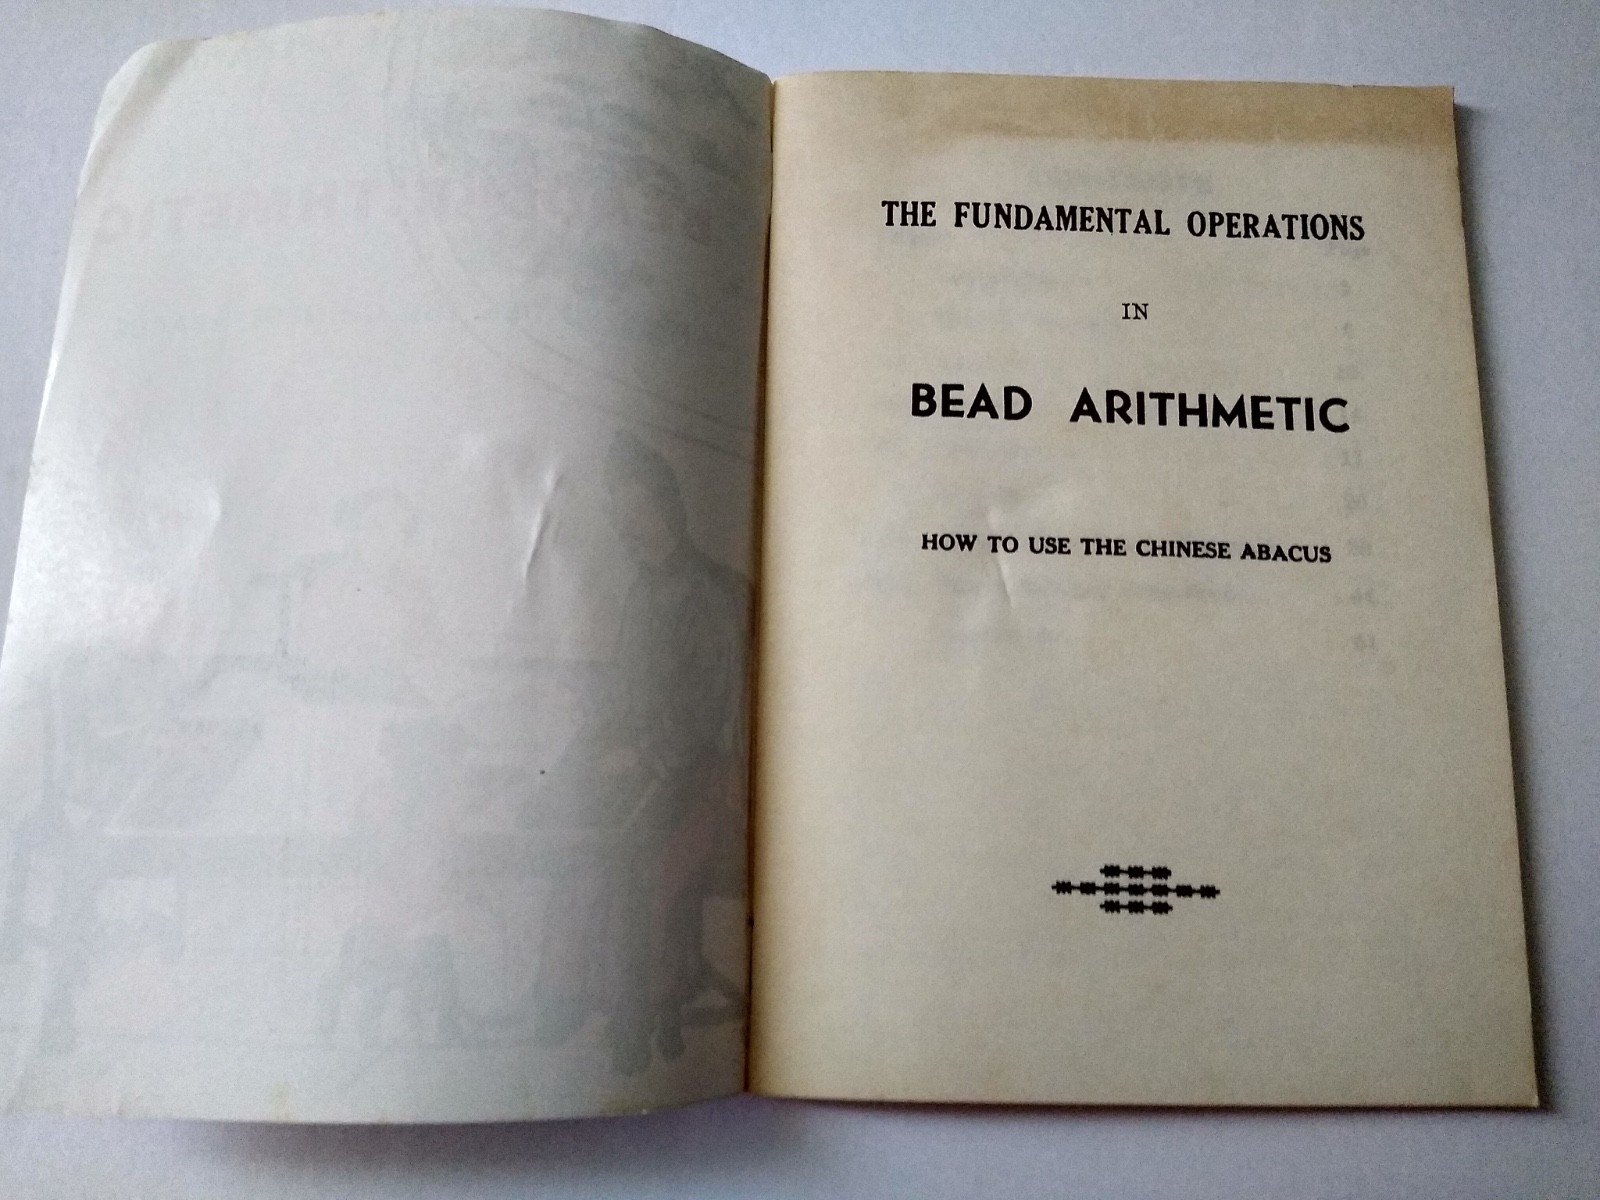 THE FUNDAMENTAL OPERATIONS
IN
BEAD ARITHMETIC
HOW TO USE THE CHINESE ABACUS